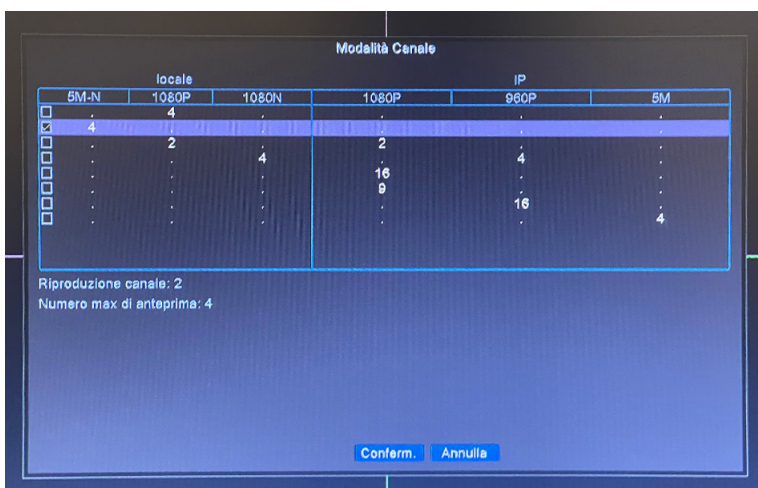 Modalità Canale
locale IP
5M-N 1080P 1080N 1080P 960P 5M
. 4 . . . .
4 . . . . .
. 2 . 2 . .
. . 4 . 4 .
. . . 16 . .
. . . 9 . .
. . . . 16 .
. . . . . 4
Riproduzione canale: 2
Numero max di anteprima: 4
Conferm. Annulla